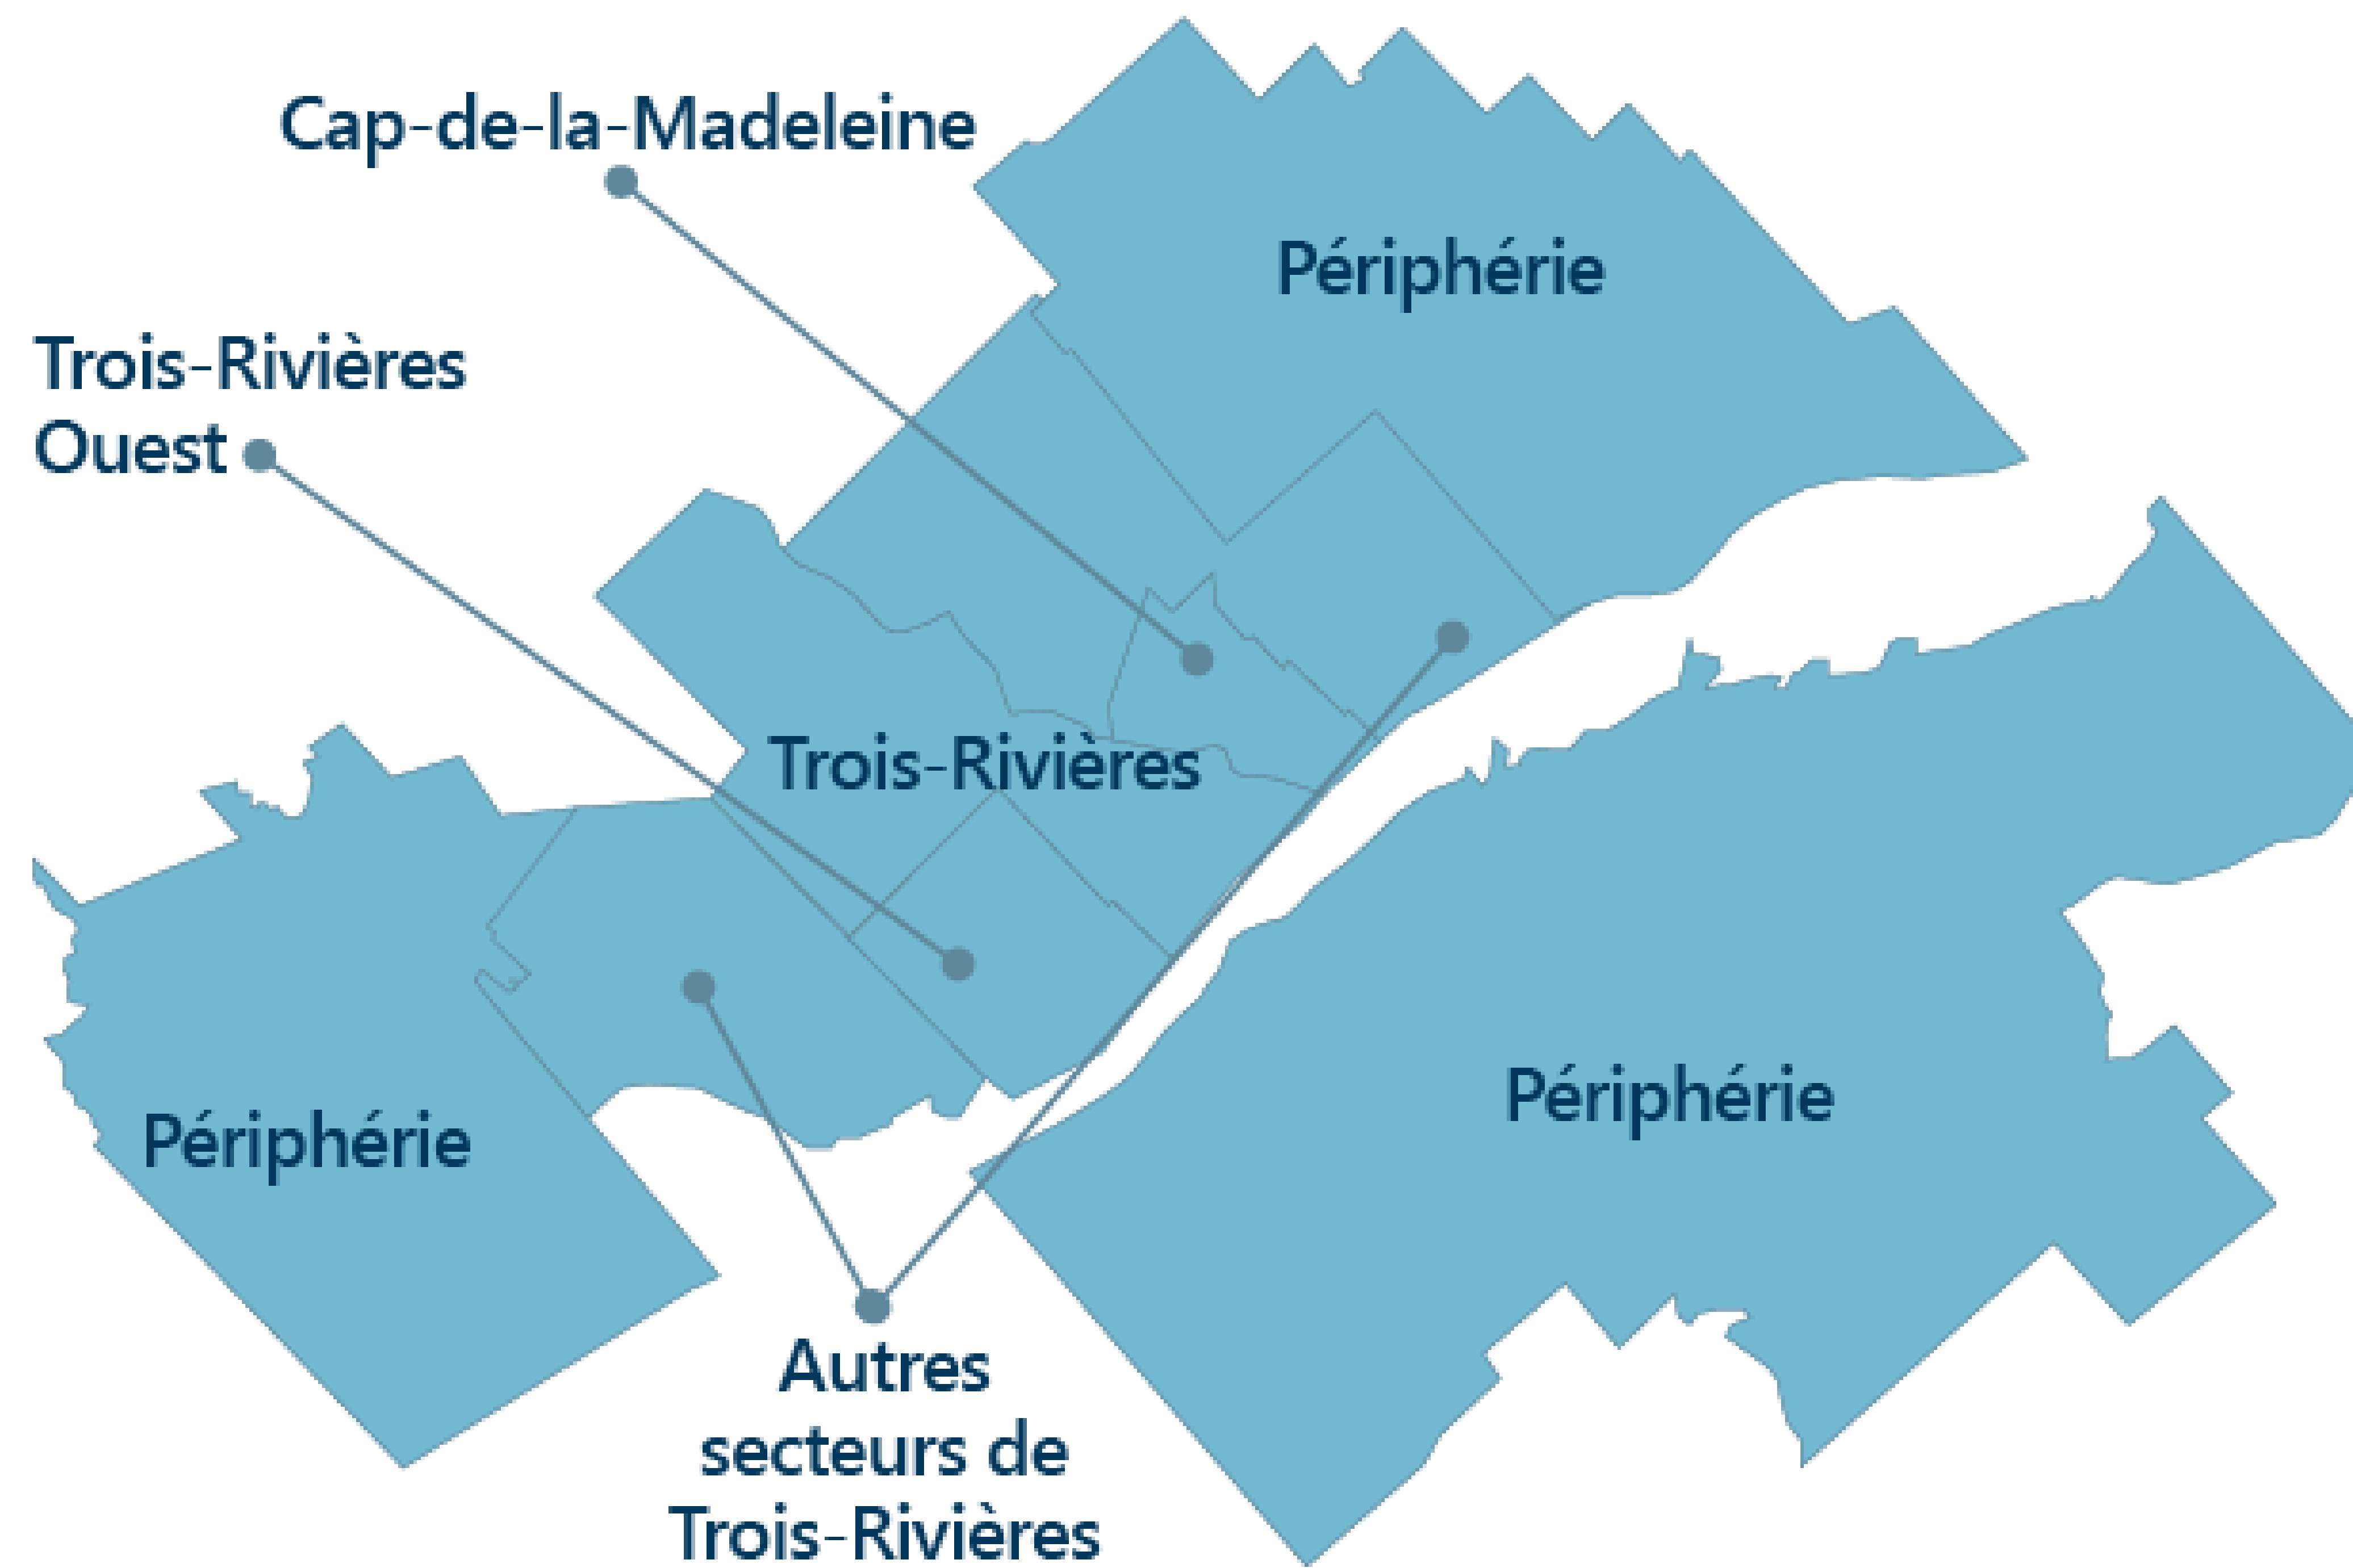 Cap-de-la-Madeleine
Périphérie
Trois-Rivières
Ouest
Trois-Rivières
Périphérie
Périphérie
Autres
secteurs de
Trois-Rivières